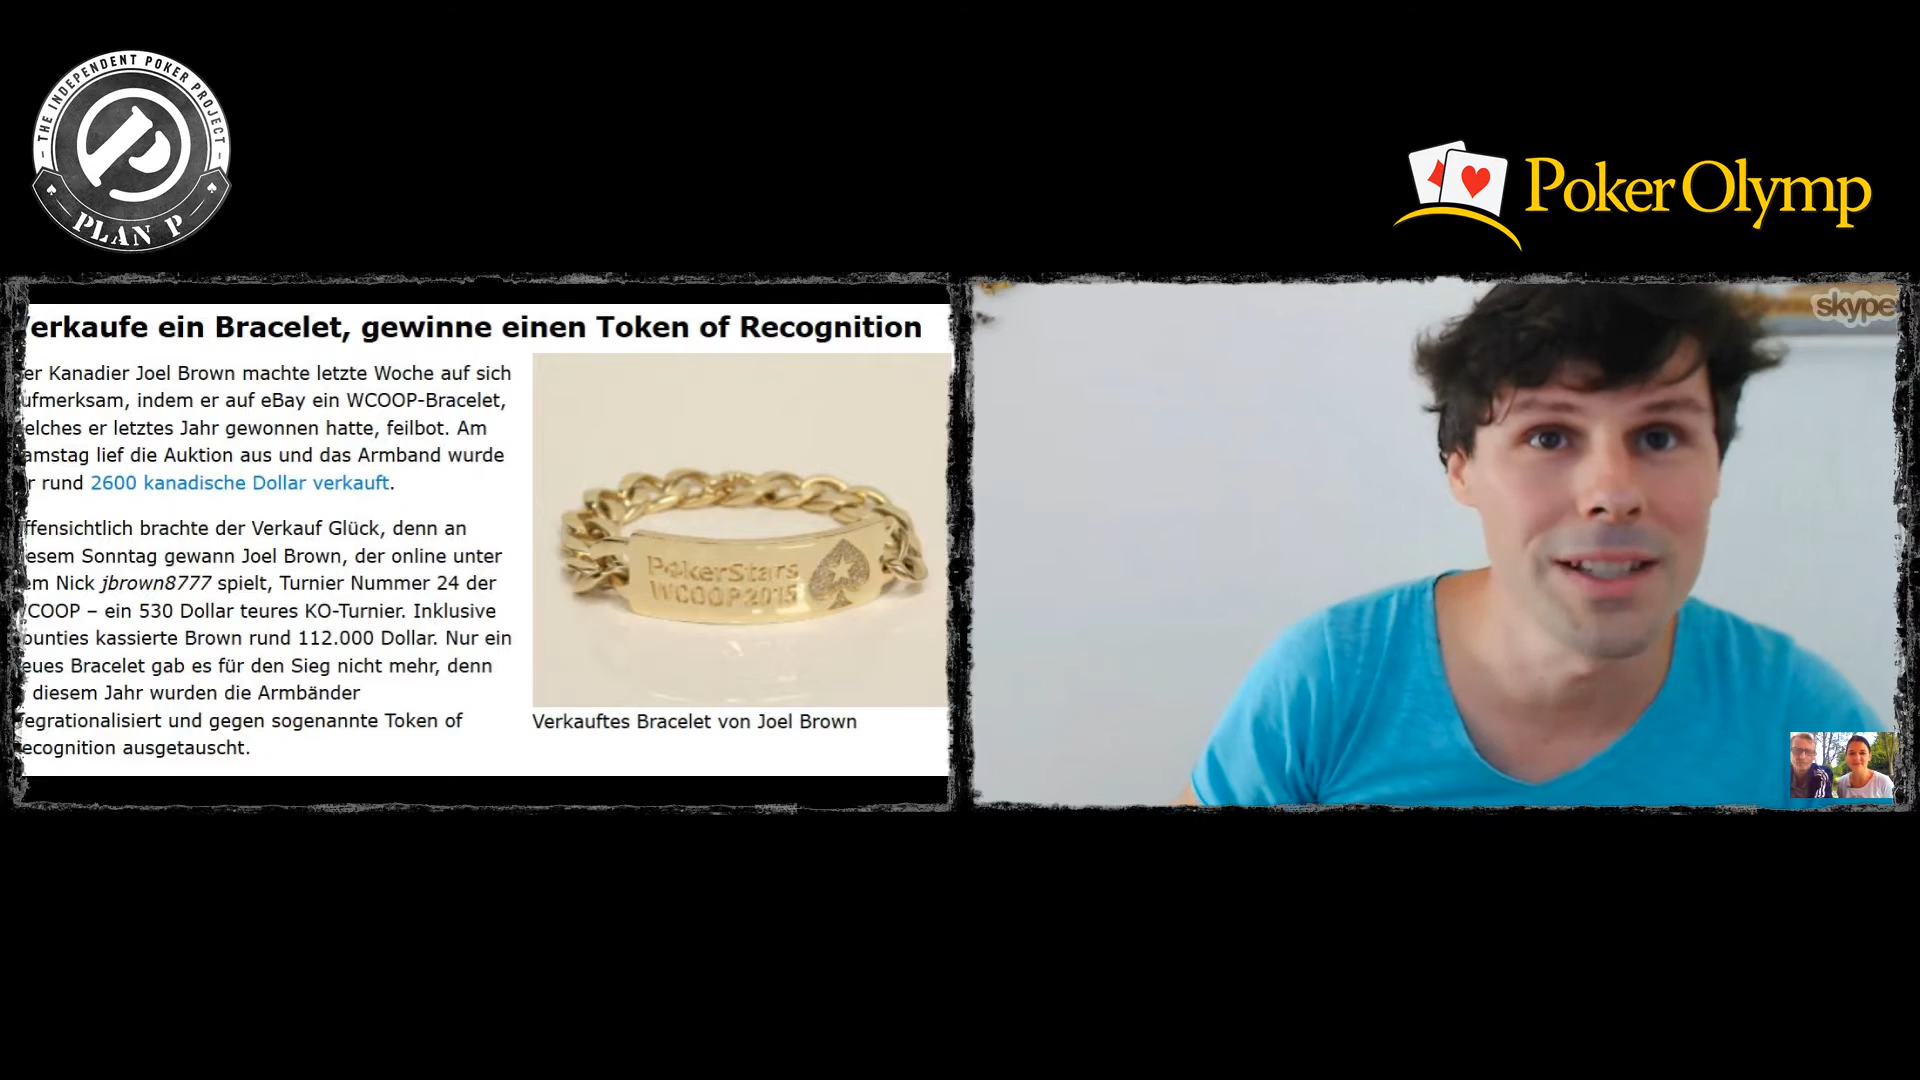 - THE INDEPENDENT POKER PROJECT -
PLAN P
PokerOlymp
erkaufe ein Bracelet, gewinne einen Token of Recognition
er Kanadier Joel Brown machte letzte Woche auf sich
ufmerksam, indem er auf eBay ein WCOOP-Bracelet,
elches er letztes Jahr gewonnen hatte, feilbot. Am
amstag lief die Auktion aus und das Armband wurde
r rund 2600 kanadische Dollar verkauft.
ffensichtlich brachte der Verkauf Glück, denn an
esem Sonntag gewann Joel Brown, der online unter
em Nick jbrown8777 spielt, Turnier Nummer 24 der
COOP – ein 530 Dollar teures KO-Turnier. Inklusive
ounties kassierte Brown rund 112.000 Dollar. Nur ein
eues Bracelet gab es für den Sieg nicht mehr, denn
diesem Jahr wurden die Armbänder
egrationalisiert und gegen sogenannte Token of
ecognition ausgetauscht.
PokerStars
WCOOP2015
Verkauftes Bracelet von Joel Brown
skype